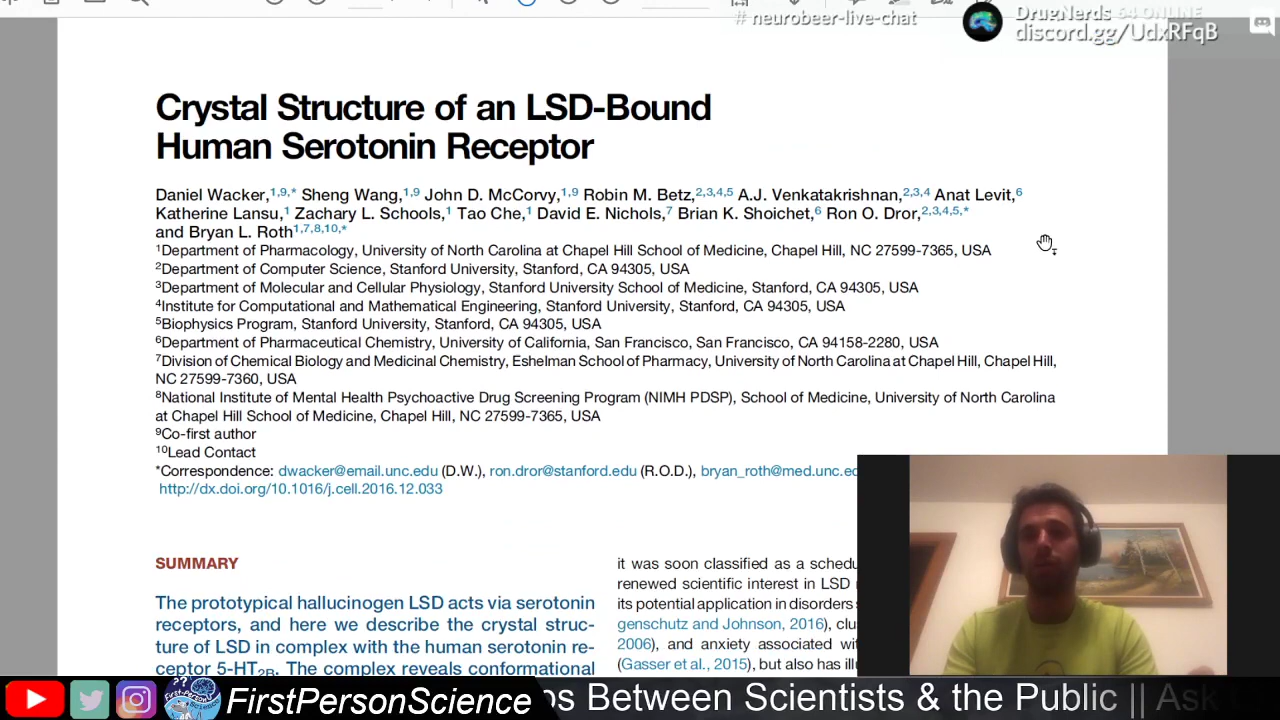 # neurobeer-live-chat
DrugNerds 64 ONLINE
discord.gg/UdxRFqB
Crystal Structure of an LSD-Bound
Human Serotonin Receptor
Daniel Wacker,1,9,* Sheng Wang,1,9 John D. McCorvy,1,9 Robin M. Betz,2,3,4,5 A.J. Venkatakrishnan,2,3,4 Anat Levit,6
Katherine Lansu,1 Zachary L. Schools,1 Tao Che,1 David E. Nichols,7 Brian K. Shoichet,6 Ron O. Dror,2,3,4,5,*
and Bryan L. Roth1,7,8,10,*
1Department of Pharmacology, University of North Carolina at Chapel Hill School of Medicine, Chapel Hill, NC 27599-7365, USA
2Department of Computer Science, Stanford University, Stanford, CA 94305, USA
3Department of Molecular and Cellular Physiology, Stanford University School of Medicine, Stanford, CA 94305, USA
4Institute for Computational and Mathematical Engineering, Stanford University, Stanford, CA 94305, USA
5Biophysics Program, Stanford University, Stanford, CA 94305, USA
6Department of Pharmaceutical Chemistry, University of California, San Francisco, San Francisco, CA 94158-2280, USA
7Division of Chemical Biology and Medicinal Chemistry, Eshelman School of Pharmacy, University of North Carolina at Chapel Hill, Chapel Hill,
NC 27599-7360, USA
8National Institute of Mental Health Psychoactive Drug Screening Program (NIMH PDSP), School of Medicine, University of North Carolina
at Chapel Hill School of Medicine, Chapel Hill, NC 27599-7365, USA
9Co-first author
10Lead Contact
*Correspondence: dwacker@email.unc.edu (D.W.), ron.dror@stanford.edu (R.O.D.), bryan_roth@med.unc.ed
http://dx.doi.org/10.1016/j.cell.2016.12.033
SUMMARY
The prototypical hallucinogen LSD acts via serotonin
receptors, and here we describe the crystal struc-
ture of LSD in complex with the human serotonin re-
ceptor 5-HT2B. The complex reveals conformational
it was soon classified as a schedu
renewed scientific interest in LSD
its potential application in disorders
genschutz and Johnson, 2016), clu
2006), and anxiety associated wi
(Gasser et al., 2015), but also has ill
FirstPersonScience
os Between Scientists & the Public || Ask